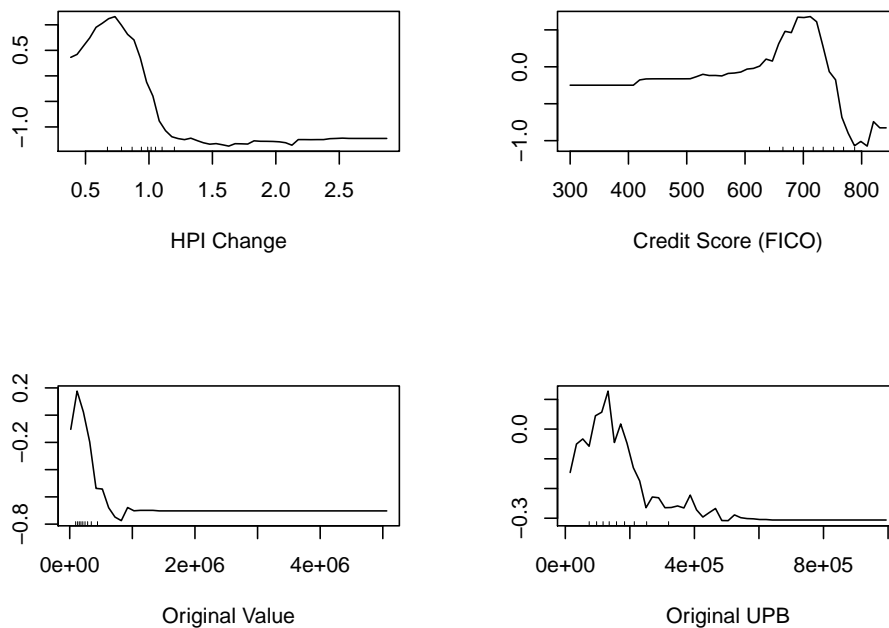 0.5
-1.0
0.5 1.0 1.5 2.0 2.5
HPI Change
0.0
-1.0
300 400 500 600 700 800
Credit Score (FICO)
0.2
-0.2
-0.8
0e+00 2e+06 4e+06
Original Value
0.0
-0.3
0e+00 4e+05 8e+05
Original UPB